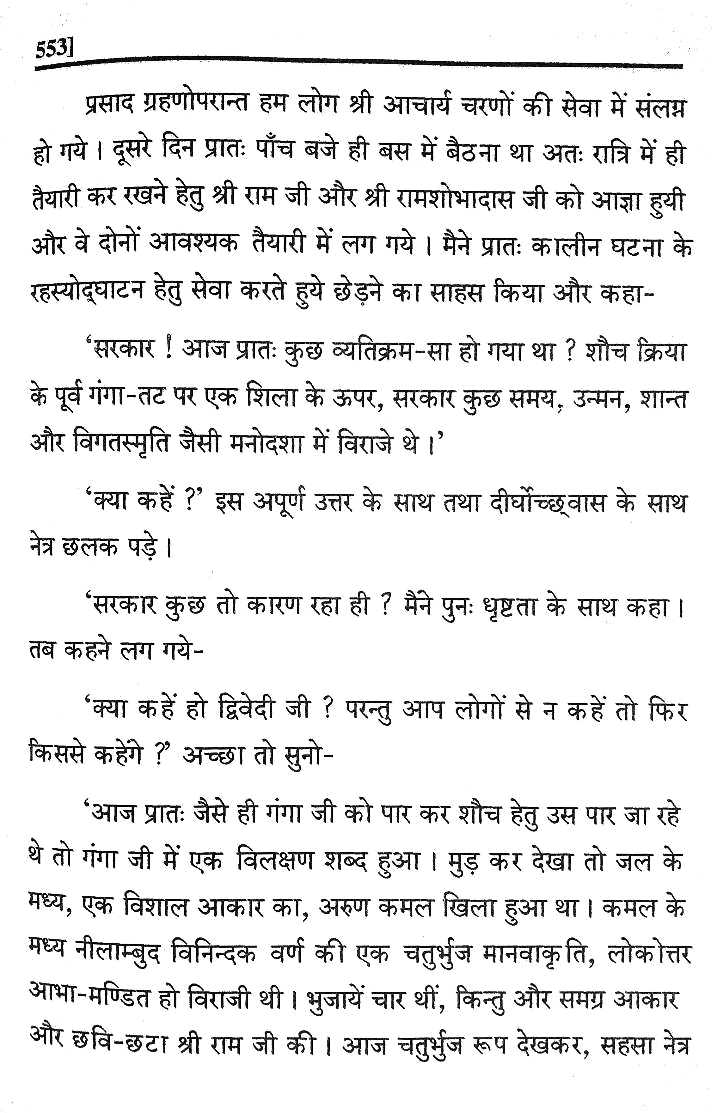 553]
प्रसाद ग्रहणोपरान्त हम लोग श्री आचार्य चरणों की सेवा में संलग्न
हो गये । दूसरे दिन प्रातः पाँच बजे ही बस में बैठना था अतः रात्रि में ही
तैयारी कर रखने हेतु श्री राम जी और श्री रामशोभादास जी को आज्ञा हुयी
और वे दोनों आवश्यक तैयारी में लग गये । मैने प्रातः कालीन घटना के
रहस्योद्‌घाटन हेतु सेवा करते हुये छेड़ने का साहस किया और कहा-
‘सरकार ! आज प्रातः कुछ व्यतिक्रम-सा हो गया था ? शौच क्रिया
के पूर्व गंगा-तट पर एक शिला के ऊपर, सरकार कुछ समय, उन्मन, शान्त
और विगतस्मृति जैसी मनोदशा में विराजे थे ।’
‘क्या कहें ?’ इस अपूर्ण उत्तर के साथ तथा दीर्घोच्छ्‌वास के साथ
नेत्र छलक पड़े ।
‘सरकार कुछ तो कारण रहा ही ? मैंने पुनः धृष्टता के साथ कहा ।
तब कहने लग गये-
‘क्या कहें हो द्विवेदी जी ? परन्तु आप लोगों से न कहें तो फिर
किससे कहेंगे ?’ अच्छा तो सुनो-
‘आज प्रातः जैसे ही गंगा जी को पार कर शौच हेतु उस पार जा रहे
थे तो गंगा जी में एक विलक्षण शब्द हुआ । मुड़ कर देखा तो जल के
मध्य, एक विशाल आकार का, अरुण कमल खिला हुआ था । कमल के
मध्य नीलाम्बुद विनिन्दक वर्ण की एक चतुर्भुज मानवाकृति, लोकोत्तर
आभा-मण्डित हो विराजी थी । भुजायें चार थीं, किन्तु और समग्र आकार
और छवि-छटा श्री राम जी की । आज चतुर्भुज रूप देखकर, सहसा नेत्र